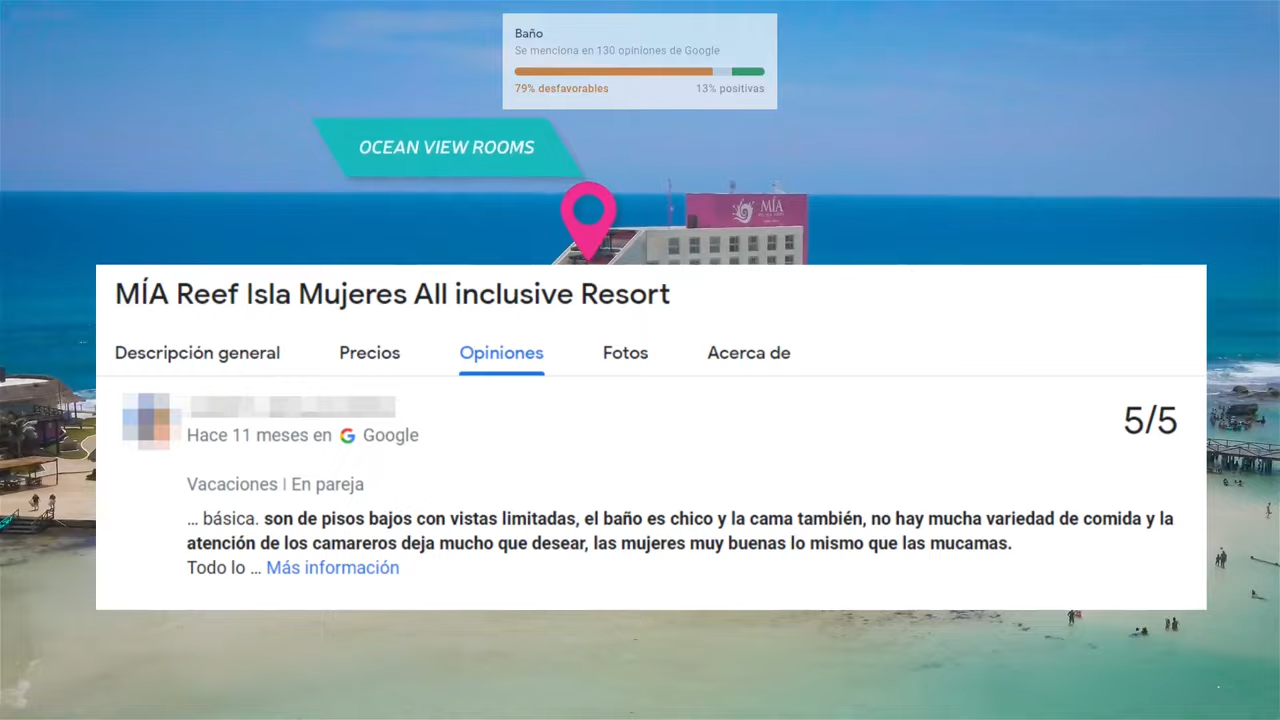 Baño
Se menciona en 130 opiniones de Google
79% desfavorables
13% positivas
OCEAN VIEW ROOMS
MÍA
MÍA Reef Isla Mujeres All inclusive Resort
Descripción general
Precios
Opiniones
Fotos
Acerca de
5/5
Hace 11 meses en Google
Vacaciones | En pareja
... básica. son de pisos bajos con vistas limitadas, el baño es chico y la cama también, no hay mucha variedad de comida y la
atención de los camareros deja mucho que desear, las mujeres muy buenas lo mismo que las mucamas.
Todo lo ... Más información